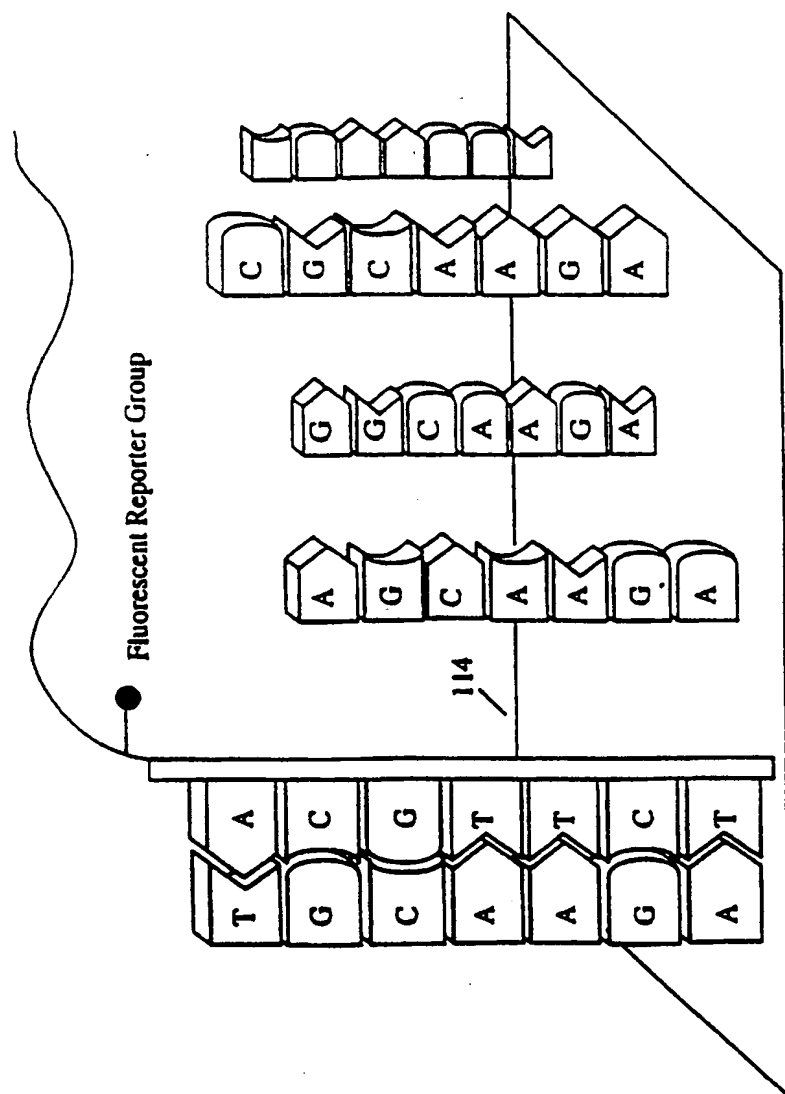 Fluorescent Reporter Group
T G C A A G A
A C G T T C T
114
A G C A A G A
G G C A A G A
C G C A A G A